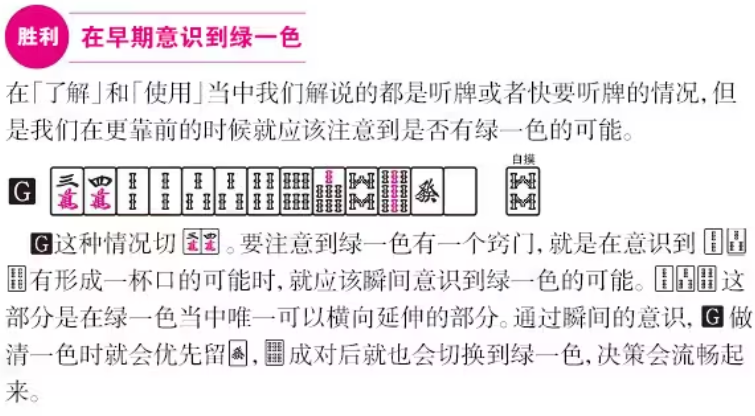 胜利 在早期意识到绿一色
在「了解」和「使用」当中我们解说的都是听牌或者快要听牌的情况,但
是我们在更靠前的时候就应该注意到是否有绿一色的可能。
自摸
G 三萬 四萬 發
G这种情况切三萬四萬。要注意到绿一色有一个窍门,就是在意识到
有形成一杯口的可能时,就应该瞬间意识到绿一色的可能。这
部分是在绿一色当中唯一可以横向延伸的部分。通过瞬间的意识,G做
清一色时就会优先留發,成对后就也会切换到绿一色,决策会流畅起
来。